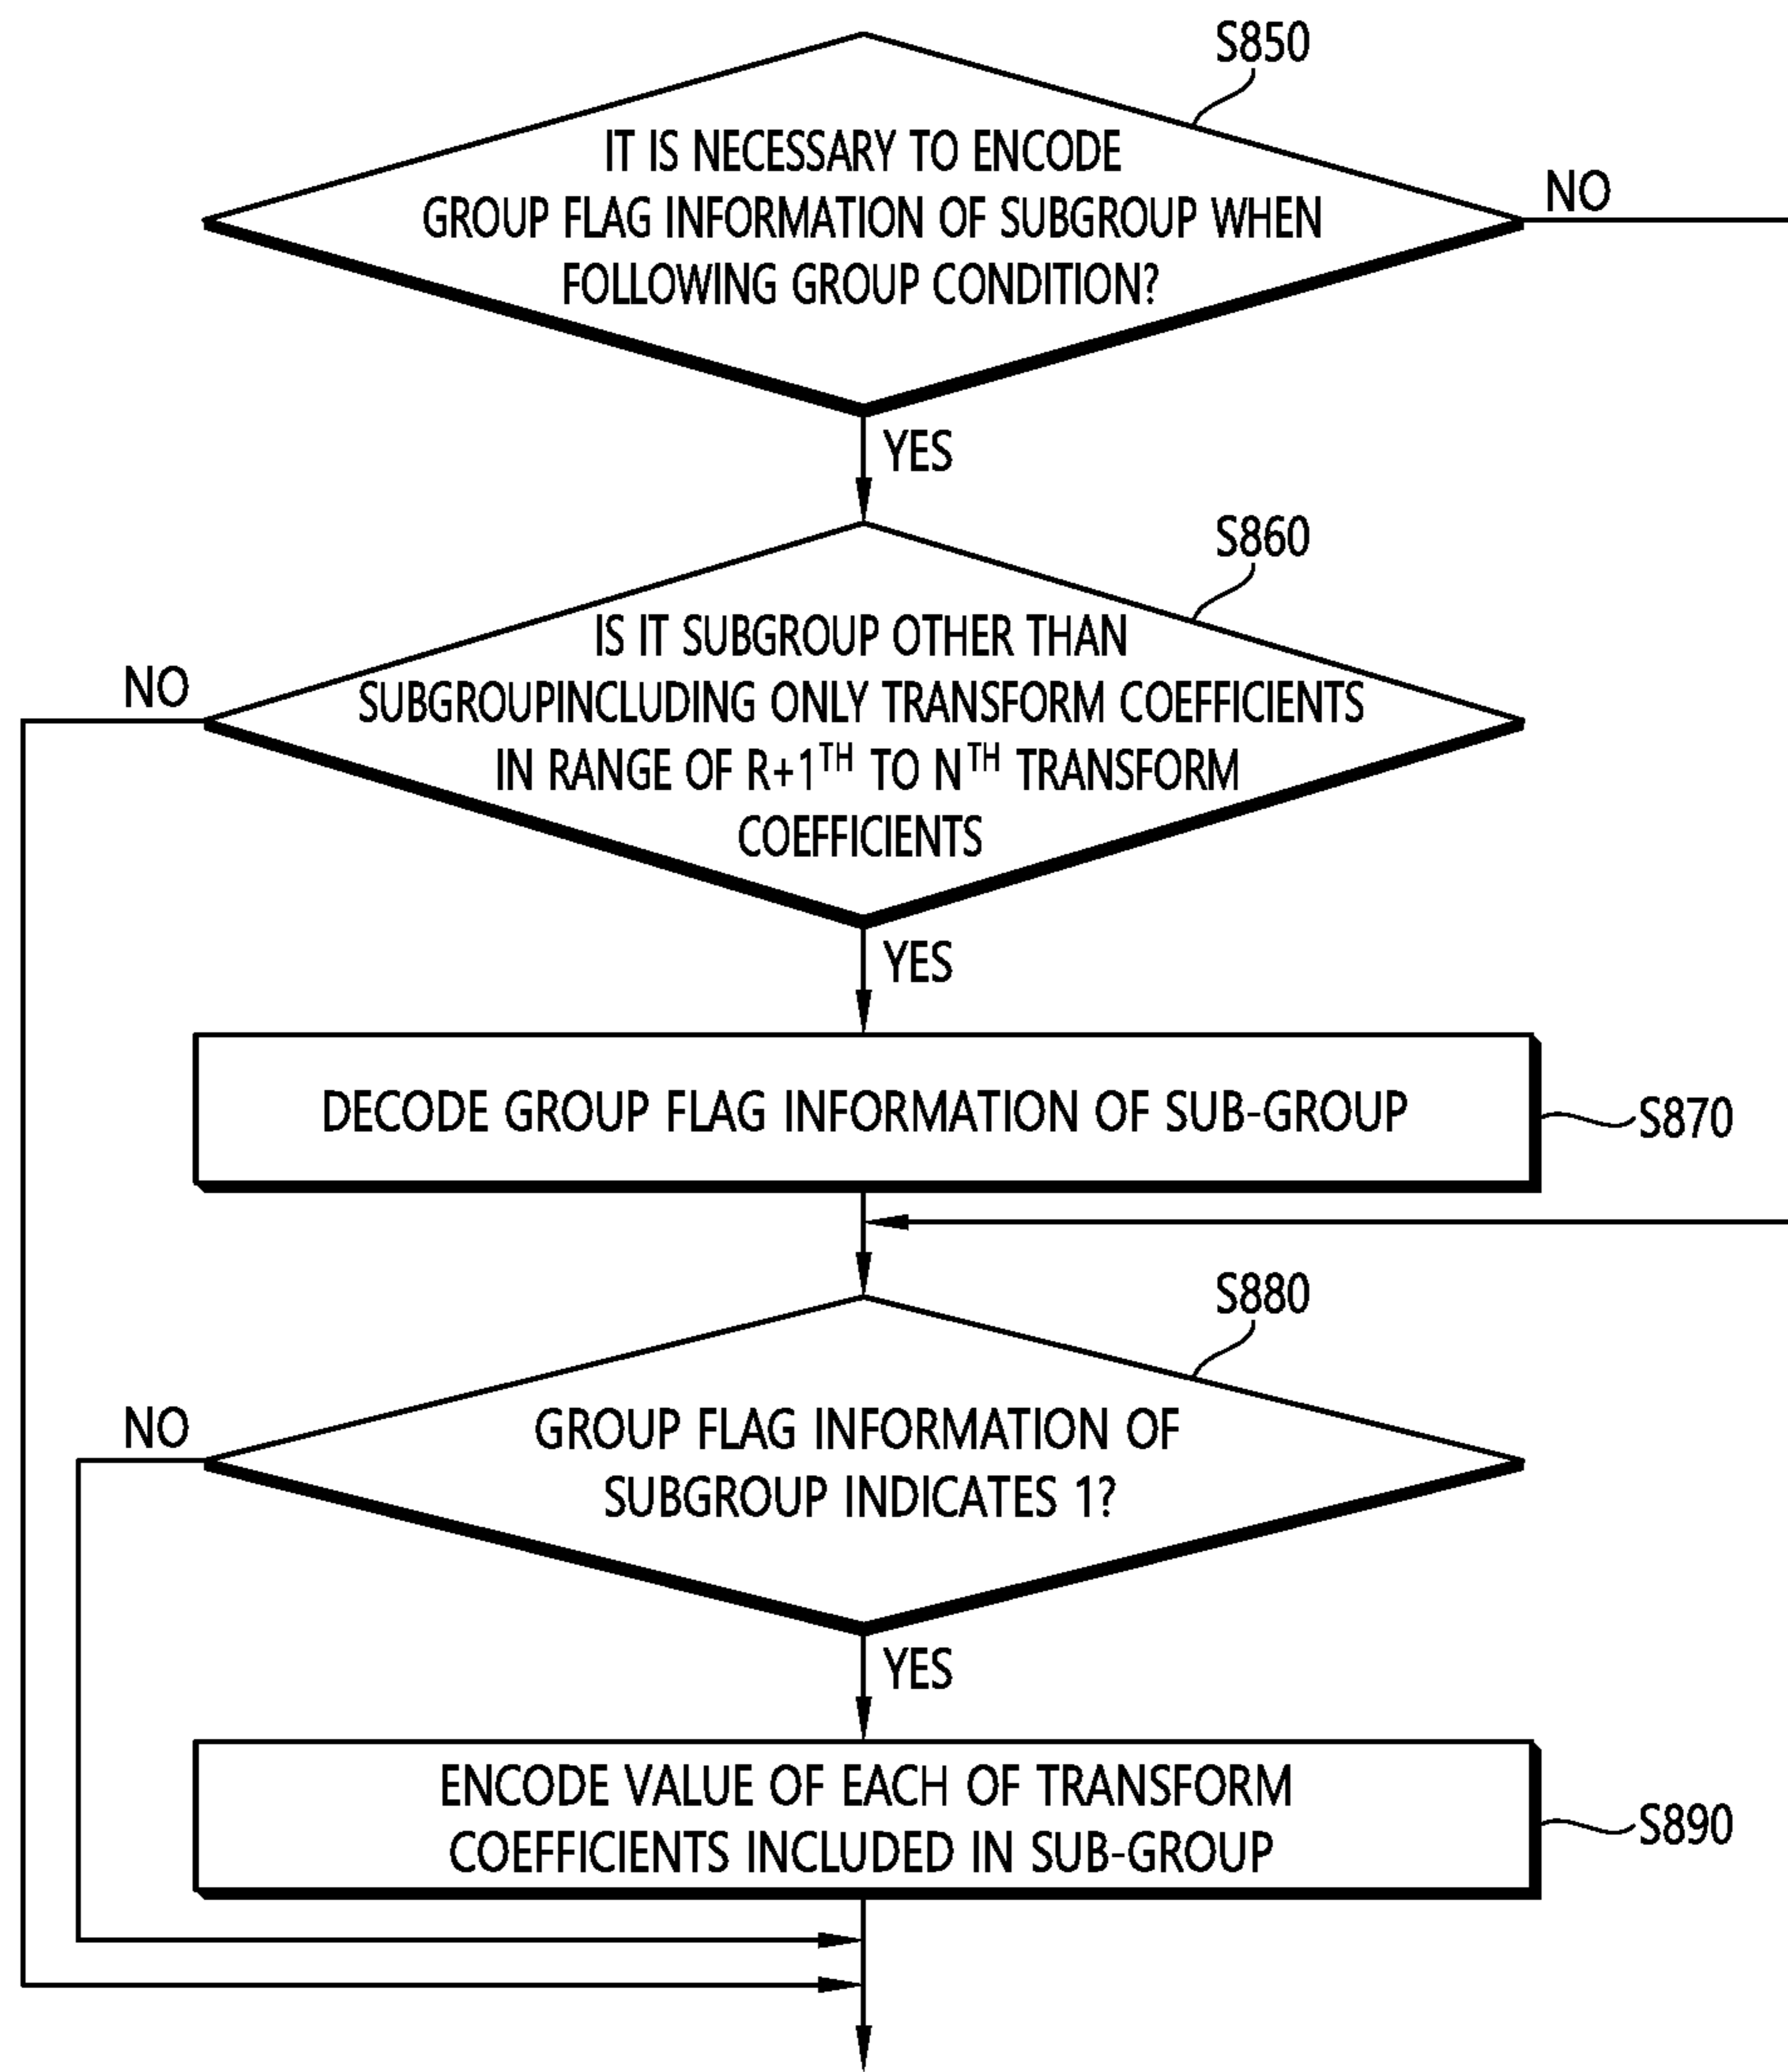 S850
IT IS NECESSARY TO ENCODE
GROUP FLAG INFORMATION OF SUBGROUP WHEN
FOLLOWING GROUP CONDITION?
NO
YES
S860
IS IT SUBGROUP OTHER THAN
SUBGROUPINCLUDING ONLY TRANSFORM COEFFICIENTS
IN RANGE OF R+1TH TO NTH TRANSFORM
COEFFICIENTS
NO
YES
DECODE GROUP FLAG INFORMATION OF SUB-GROUP
S870
S880
GROUP FLAG INFORMATION OF
SUBGROUP INDICATES 1?
NO
YES
ENCODE VALUE OF EACH OF TRANSFORM
COEFFICIENTS INCLUDED IN SUB-GROUP
S890